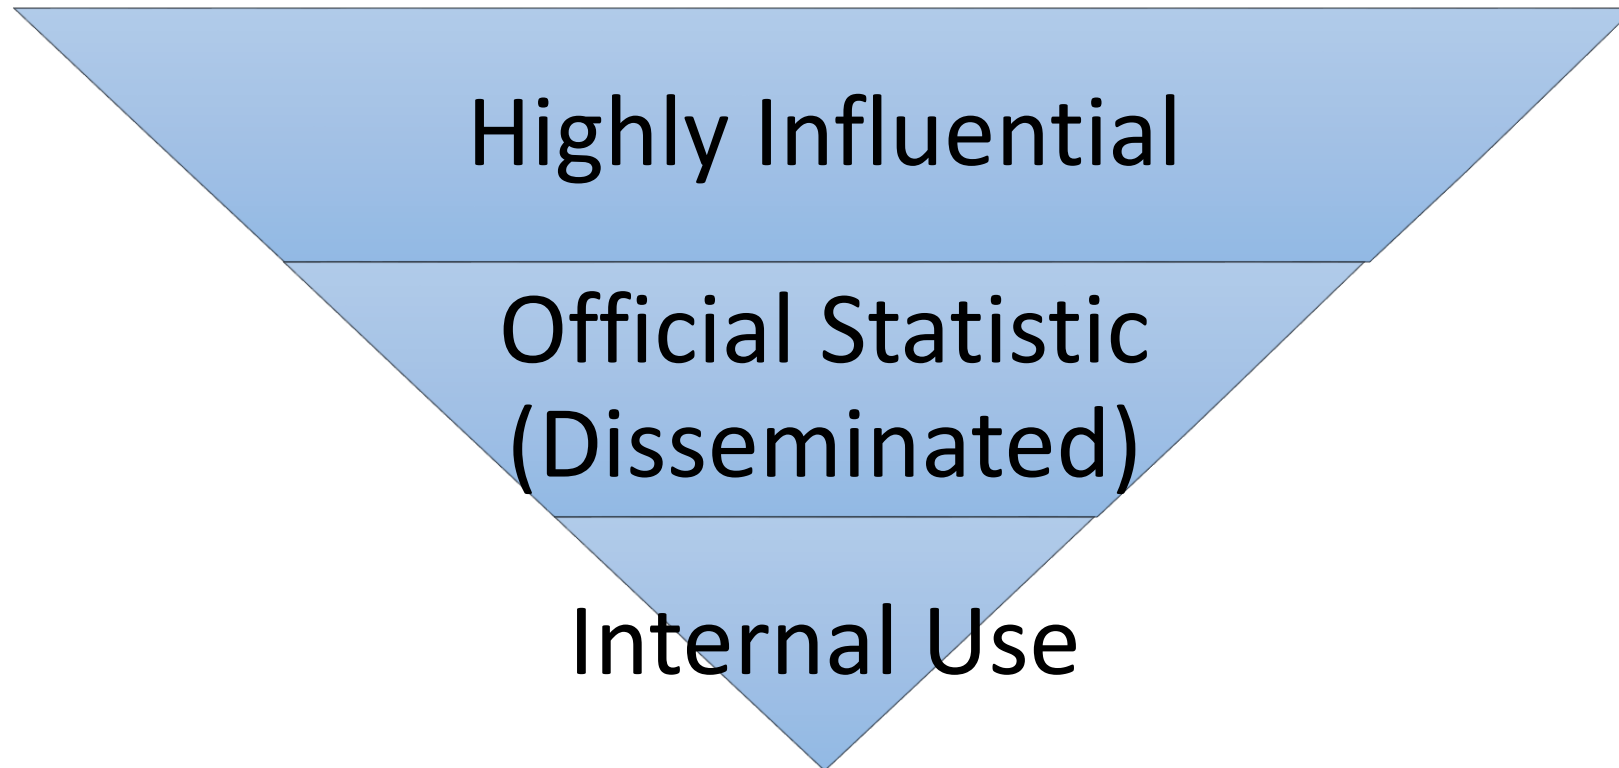 Highly Influential
Official Statistic
(Disseminated)
Internal Use